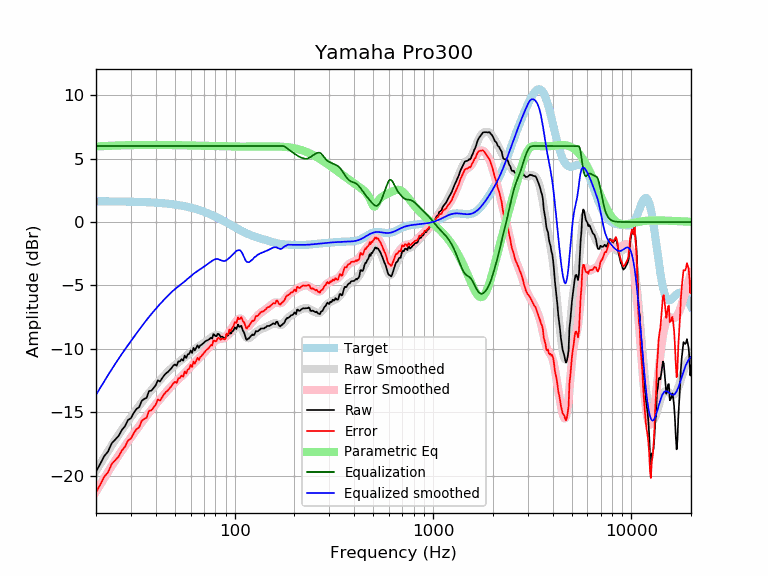 Yamaha Pro300
10
5
0
−5
−10
−15
−20
Amplitude (dBr)
Target
Raw Smoothed
Error Smoothed
Raw
Error
Parametric Eq
Equalization
Equalized smoothed
100
1000
10000
Frequency (Hz)